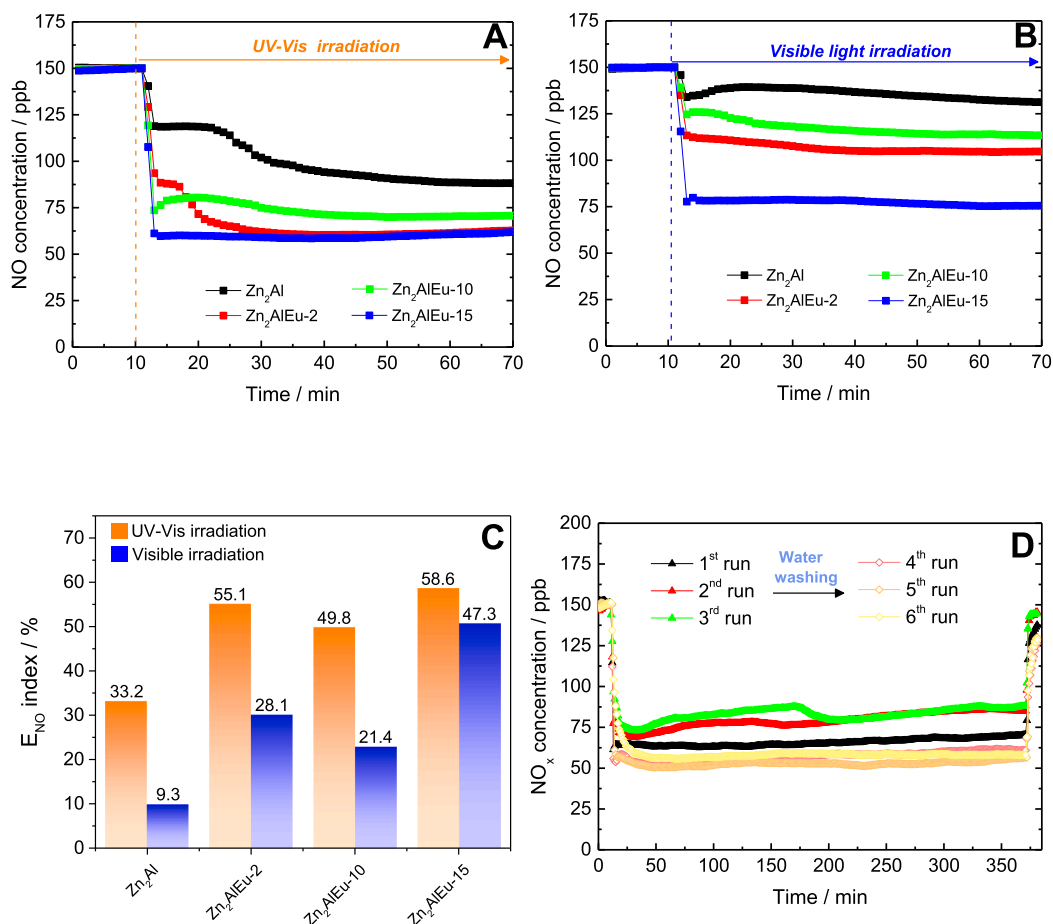 A
UV-Vis irradiation
NO concentration / ppb
175
150
125
100
75
50
25
0
Zn2Al
Zn2AlEu-2
Zn2AlEu-10
Zn2AlEu-15
0 10 20 30 40 50 60 70
Time / min
B
Visible light irradiation
NO concentration / ppb
175
150
125
100
75
50
25
0
Zn2Al
Zn2AlEu-2
Zn2AlEu-10
Zn2AlEu-15
0 10 20 30 40 50 60 70
Time / min
C
UV-Vis irradiation
Visible irradiation
ENO index / %
70
60
50
40
30
20
10
0
33.2
9.3
55.1
28.1
49.8
21.4
58.6
47.3
Zn2Al
Zn2AlEu-2
Zn2AlEu-10
Zn2AlEu-15
D
NOx concentration / ppb
200
175
150
125
100
75
50
25
0
1st run
2nd run
3rd run
Water
washing
4th run
5th run
6th run
0 50 100 150 200 250 300 350
Time / min